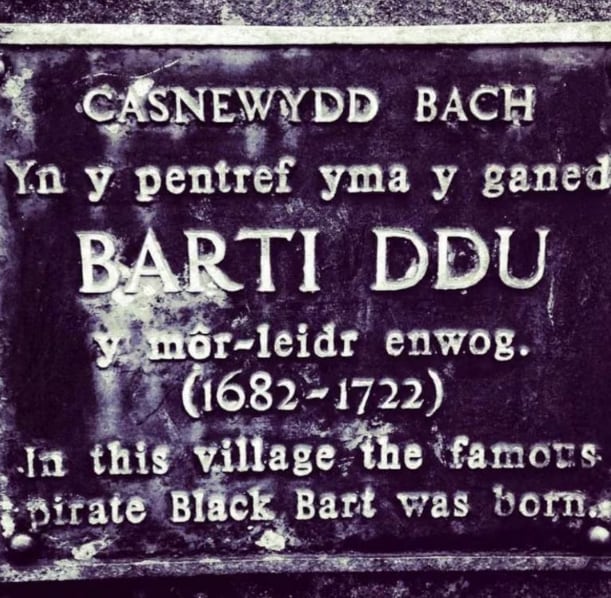 CASNEWYDD BACH
Yn y pentref yma y ganed
BARTI DDU
y môr-leidr enwog.
(1682-1722)
In this village the famous
pirate Black Bart was born.